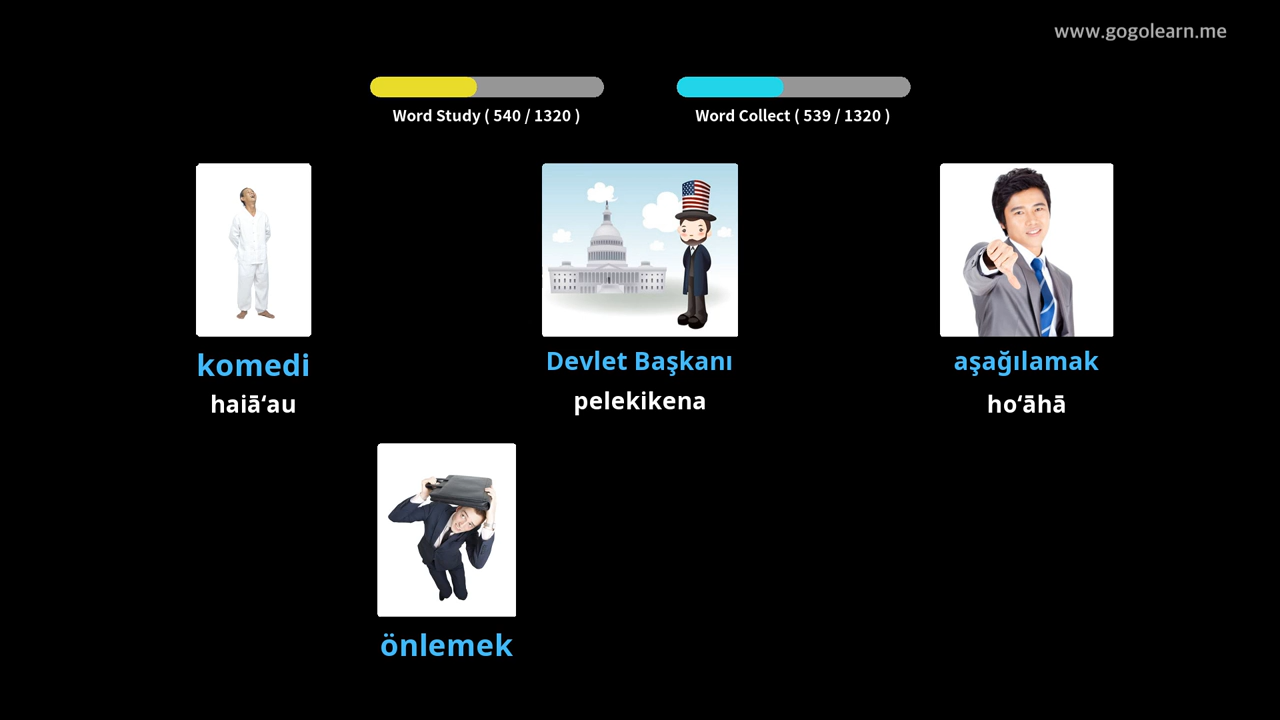 www.gogolearn.me
Word Study ( 540 / 1320 )
Word Collect ( 539 / 1320 )
komedi
haiāʻau
Devlet Başkanı
pelekikena
aşağılamak
hoʻāhā
önlemek